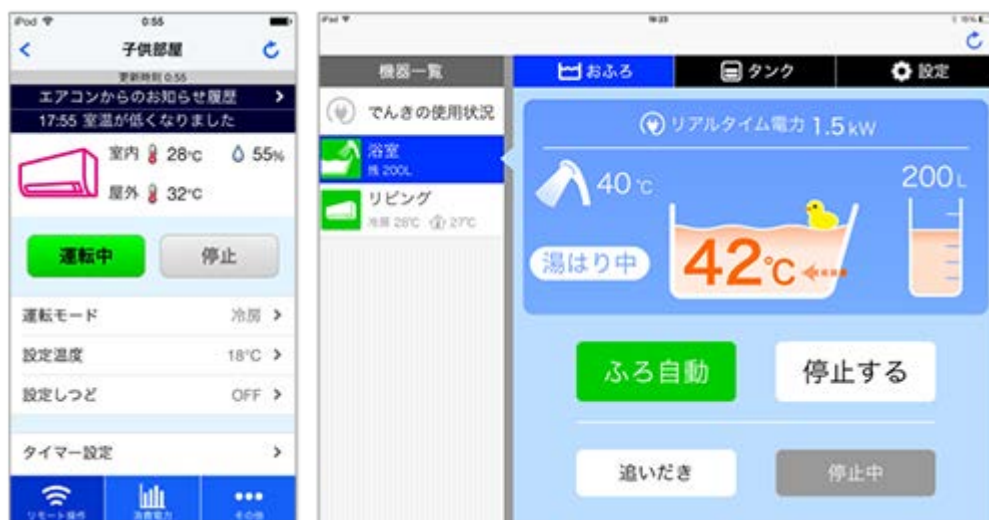 iPod 0:55
子供部屋
更新時刻 0:55
エアコンからのお知らせ履歴
17:55 室温が低くなりました
室内 28℃ 55%
屋外 32℃
運転中 停止
運転モード 冷房
設定温度 18℃
設定しつど OFF
タイマー設定
リモート操作 消費電力 その他
iPad
機器一覧
でんきの使用状況
浴室
残 200L
リビング
冷房 28℃ 27℃
おふろ タンク 設定
リアルタイム電力 1.5kW
40℃ 200L
湯はり中 42℃
ふろ自動 停止する
追いだき 停止中